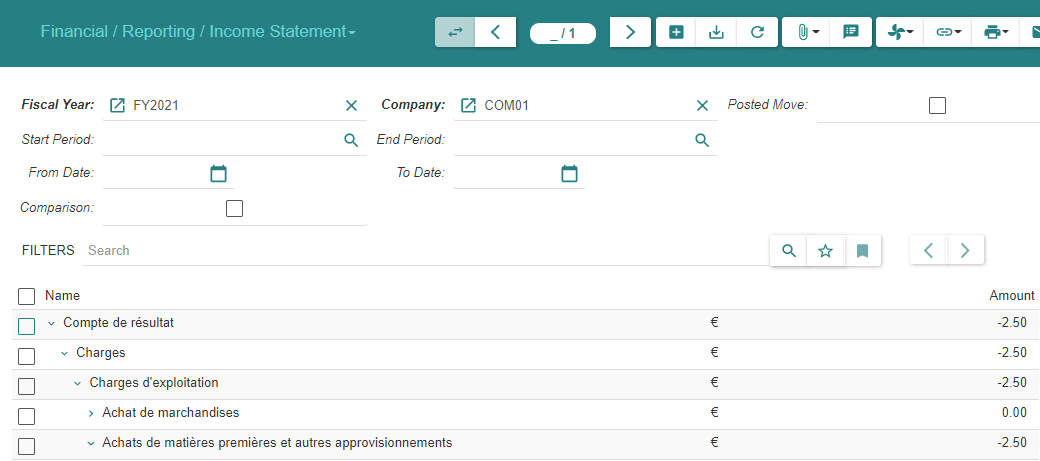 Financial / Reporting / Income Statement
_ / 1
Fiscal Year: FY2021 Company: COM01 Posted Move:
Start Period: End Period:
From Date: To Date:
Comparison:
FILTERS Search
Name Amount
Compte de résultat € -2.50
Charges € -2.50
Charges d'exploitation € -2.50
Achat de marchandises € 0.00
Achats de matières premières et autres approvisionnements € -2.50